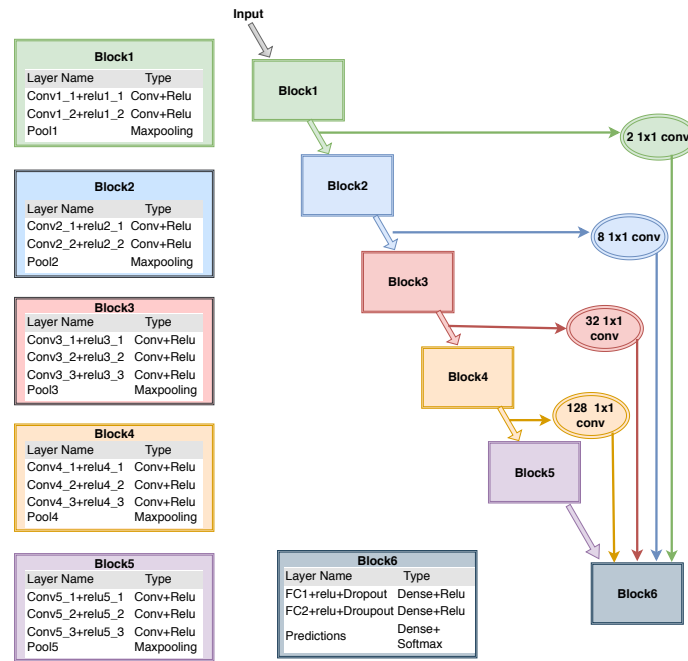 Input
Block1
Layer Name Type
Conv1_1+relu1_1 Conv+Relu
Conv1_2+relu1_2 Conv+Relu
Pool1 Maxpooling
Block2
Layer Name Type
Conv2_1+relu2_1 Conv+Relu
Conv2_2+relu2_2 Conv+Relu
Pool2 Maxpooling
Block3
Layer Name Type
Conv3_1+relu3_1 Conv+Relu
Conv3_2+relu3_2 Conv+Relu
Conv3_3+relu3_3 Conv+Relu
Pool3 Maxpooling
Block4
Layer Name Type
Conv4_1+relu4_1 Conv+Relu
Conv4_2+relu4_2 Conv+Relu
Conv4_3+relu4_3 Conv+Relu
Pool4 Maxpooling
Block5
Layer Name Type
Conv5_1+relu5_1 Conv+Relu
Conv5_2+relu5_2 Conv+Relu
Conv5_3+relu5_3 Conv+Relu
Pool5 Maxpooling
Block1
2 1x1 conv
Block2
8 1x1 conv
Block3
32 1x1
conv
Block4
128 1x1
conv
Block5
Block6
Block6
Layer Name Type
FC1+relu+Dropout Dense+Relu
FC2+relu+Droupout Dense+Relu
Predictions Dense+
Softmax